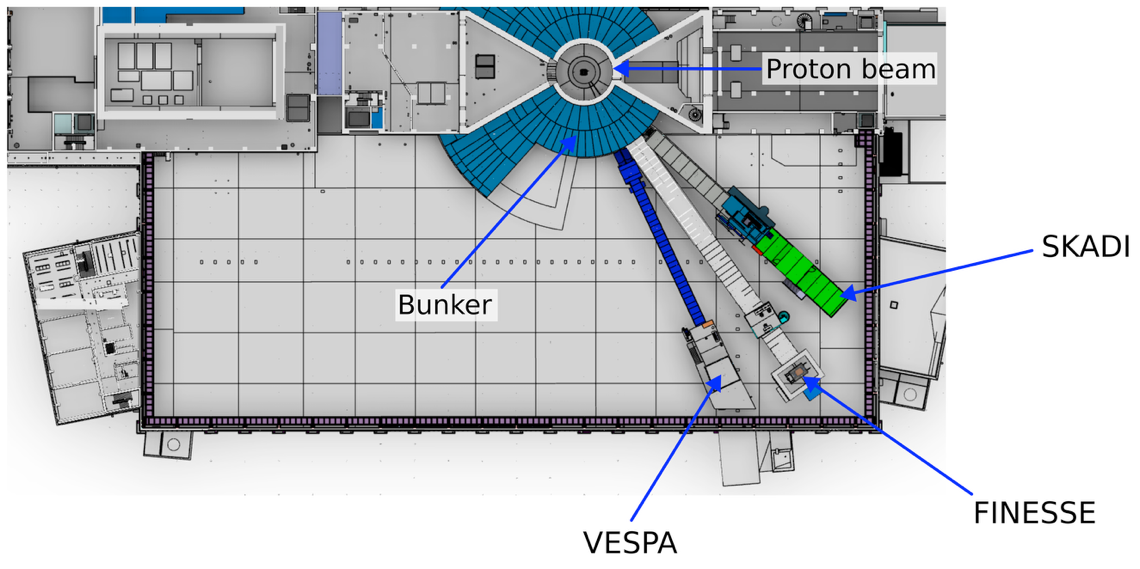 Proton beam
SKADI
Bunker
FINESSE
VESPA